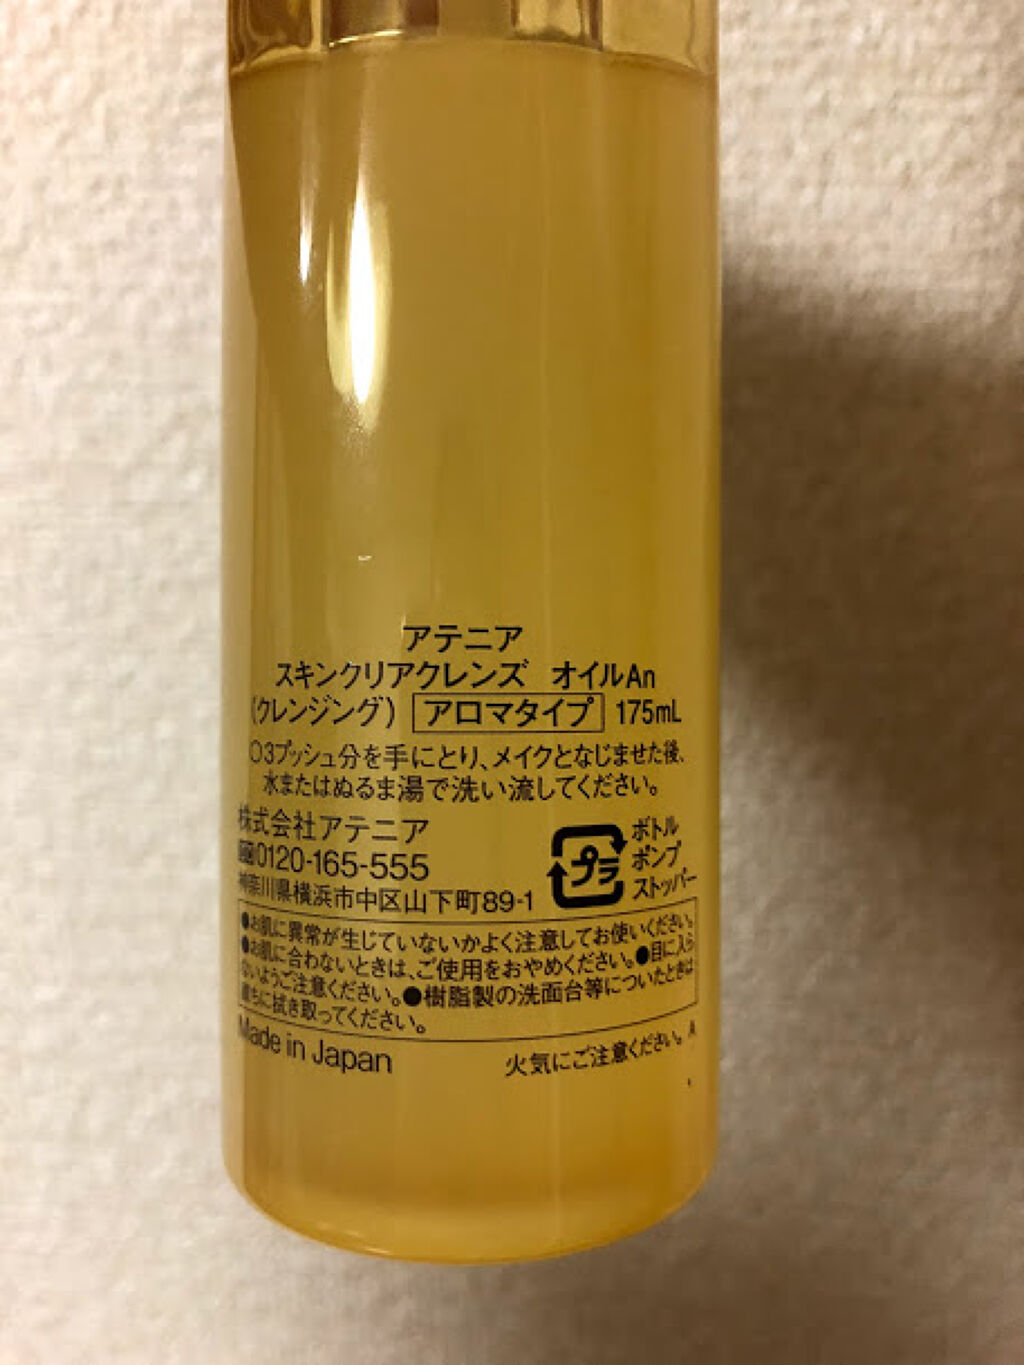 アテニア
スキンクリアクレンズ オイルAn
(クレンジング) アロマタイプ 175mL
○3プッシュ分を手にとり、メイクとなじませた後、
水またはぬるま湯で洗い流してください。
株式会社アテニア
0120-165-555
神奈川県横浜市中区山下町89-1
プラ
ボトル
ポンプ
ストッパー
●お肌に異常が生じていないかよく注意してお使いください。
●お肌に合わないときは、ご使用をおやめください。●目に入ら
ないようご注意ください。●樹脂製の洗面台等についたときは
直ちに拭き取ってください。
Made in Japan
火気にご注意ください。 A